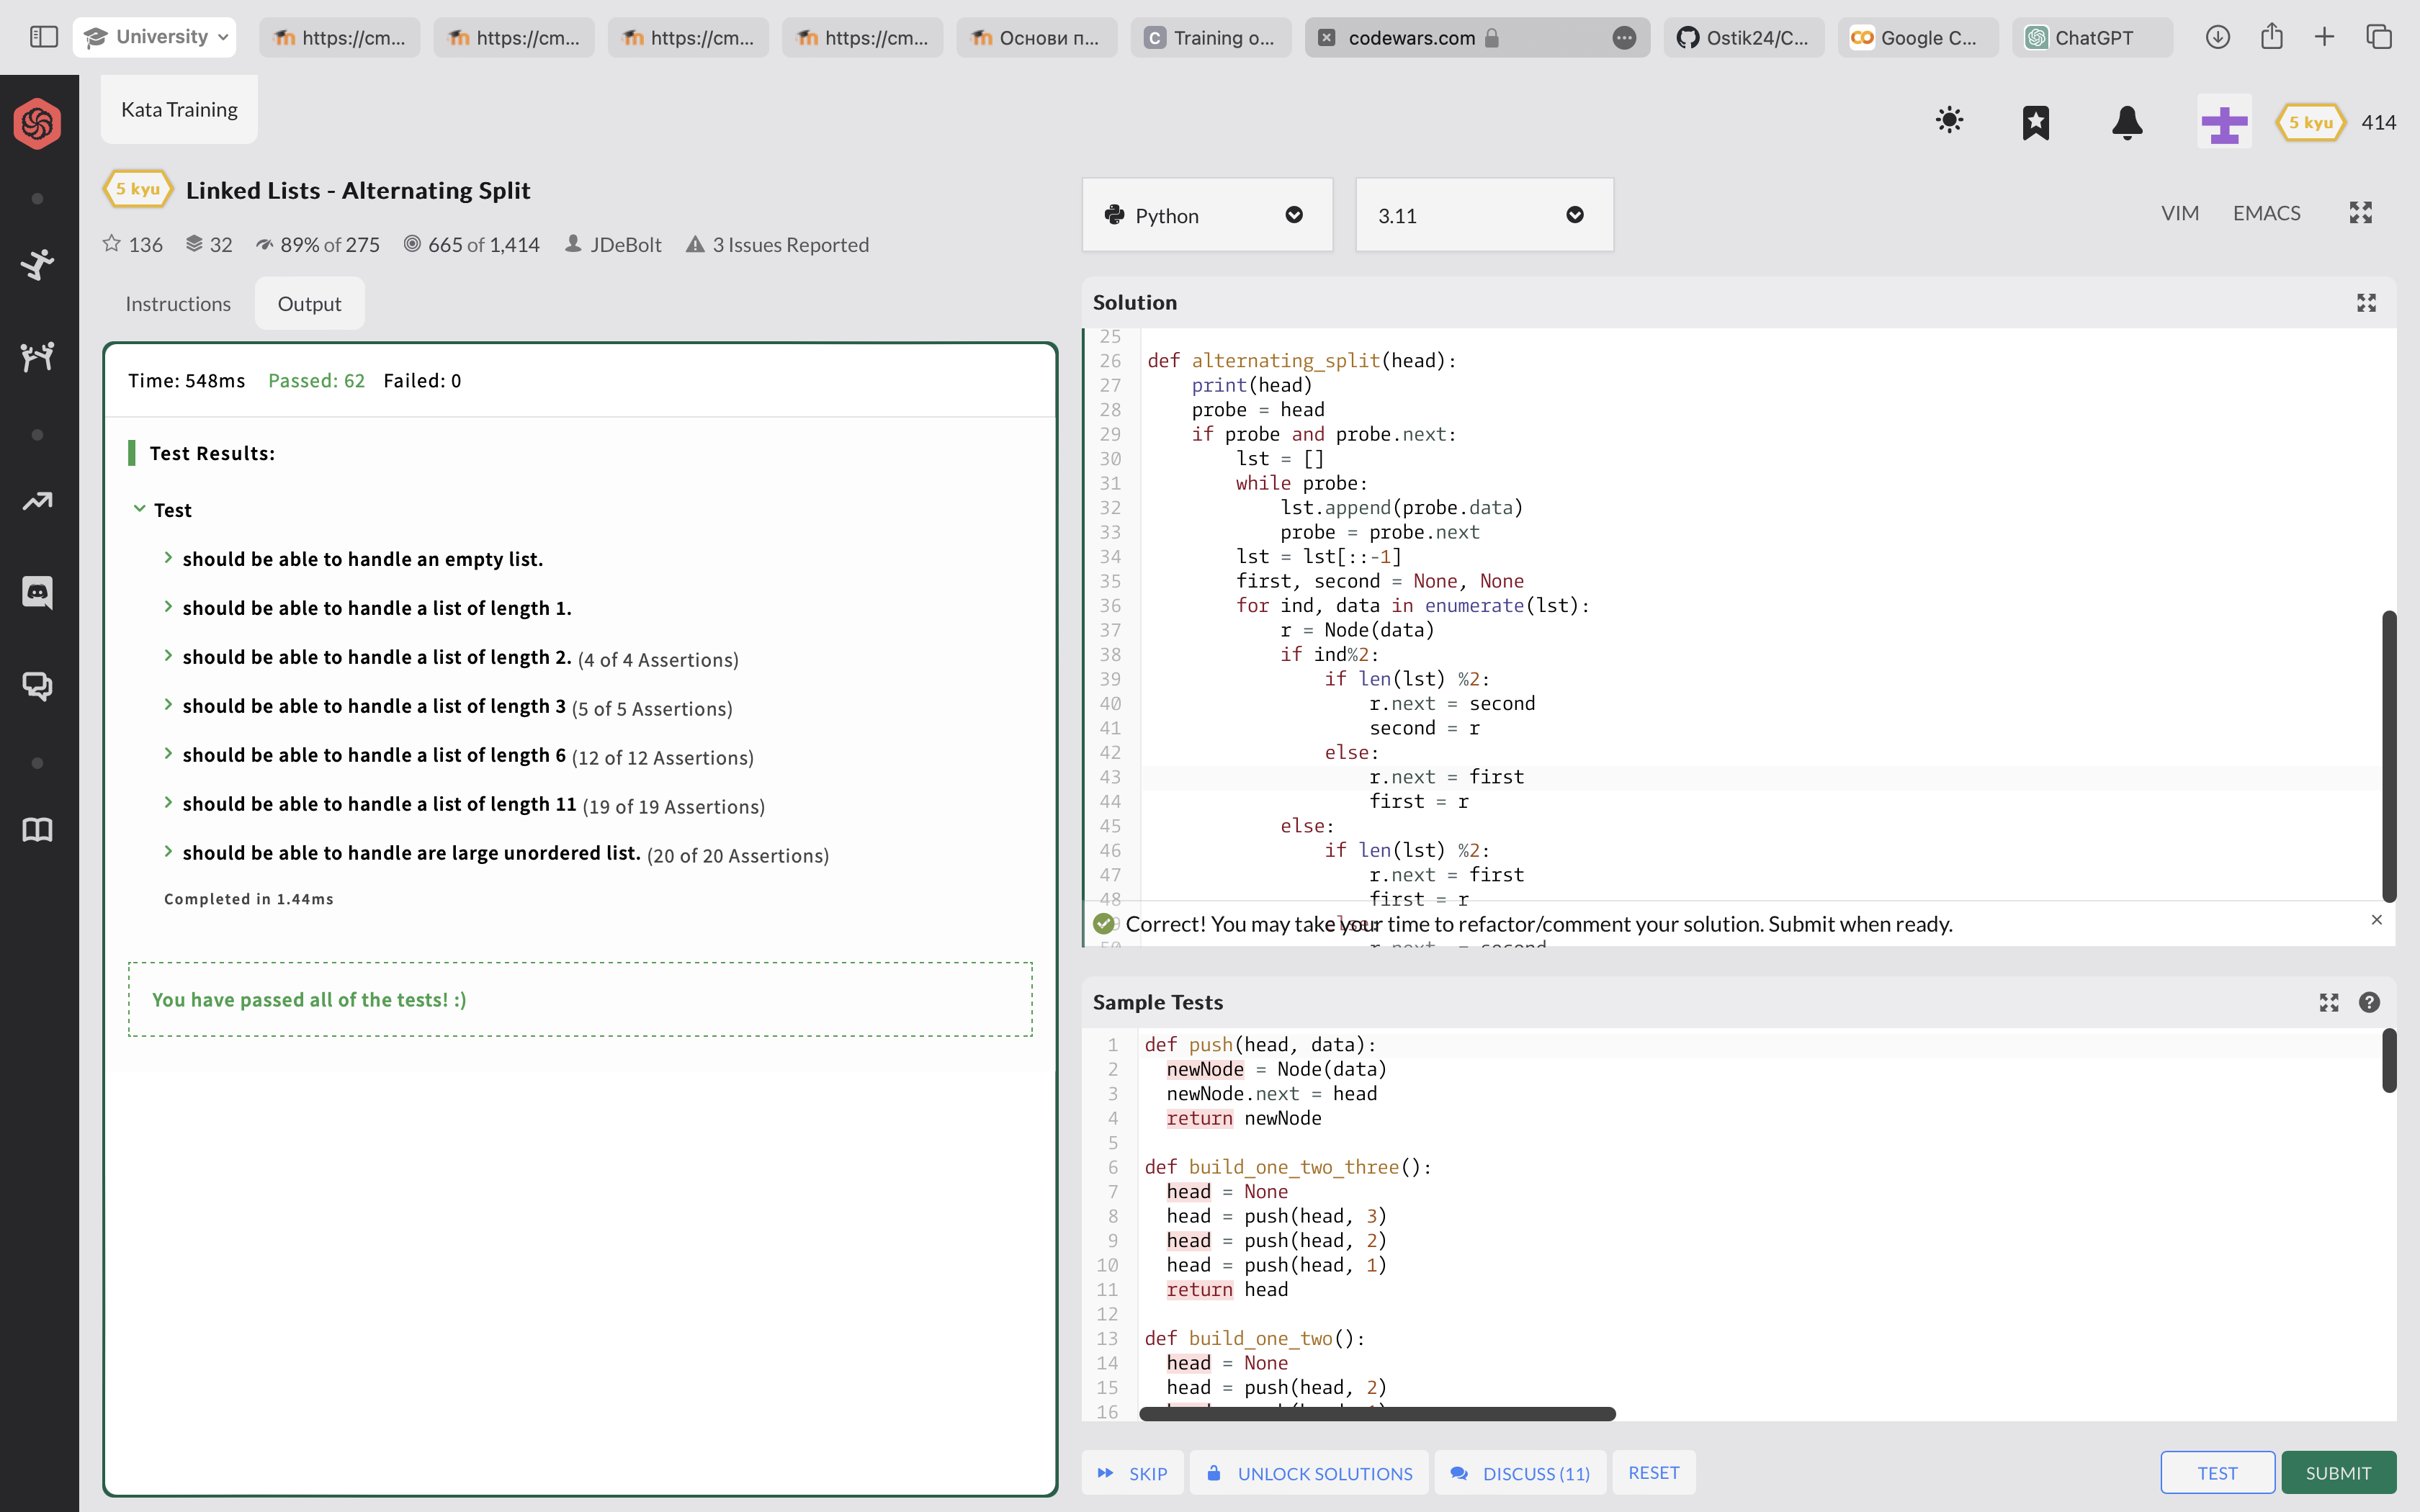 University
https://cm...
https://cm...
https://cm...
https://cm...
Основи п...
C Training o...
codewars.com
Ostik24/C...
Google C...
ChatGPT
Kata Training
5 kyu 414
5 kyu Linked Lists - Alternating Split
136 32 89% of 275 665 of 1,414 JDeBolt 3 Issues Reported
Instructions Output
Time: 548ms Passed: 62 Failed: 0
Test Results:
Test
should be able to handle an empty list.
should be able to handle a list of length 1.
should be able to handle a list of length 2. (4 of 4 Assertions)
should be able to handle a list of length 3 (5 of 5 Assertions)
should be able to handle a list of length 6 (12 of 12 Assertions)
should be able to handle a list of length 11 (19 of 19 Assertions)
should be able to handle are large unordered list. (20 of 20 Assertions)
Completed in 1.44ms
You have passed all of the tests! :)
Python 3.11 VIM EMACS
Solution
25
26 def alternating_split(head):
27 print(head)
28 probe = head
29 if probe and probe.next:
30 lst = []
31 while probe:
32 lst.append(probe.data)
33 probe = probe.next
34 lst = lst[::-1]
35 first, second = None, None
36 for ind, data in enumerate(lst):
37 r = Node(data)
38 if ind%2:
39 if len(lst) %2:
40 r.next = second
41 second = r
42 else:
43 r.next = first
44 first = r
45 else:
46 if len(lst) %2:
47 r.next = first
48 first = r
Correct! You may take your time to refactor/comment your solution. Submit when ready.
Sample Tests
1 def push(head, data):
2 newNode = Node(data)
3 newNode.next = head
4 return newNode
5
6 def build_one_two_three():
7 head = None
8 head = push(head, 3)
9 head = push(head, 2)
10 head = push(head, 1)
11 return head
12
13 def build_one_two():
14 head = None
15 head = push(head, 2)
16
SKIP UNLOCK SOLUTIONS DISCUSS (11) RESET TEST SUBMIT